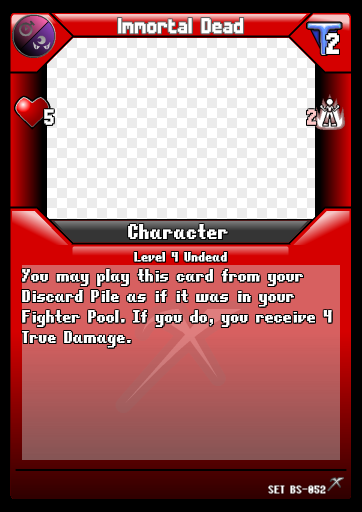 Immortal Dead
T2
5
2
Character
Level 4 Undead
You may play this card from your
Discard Pile as if it was in your
Fighter Pool. If you do, you receive 4
True Damage.
SET BS-052